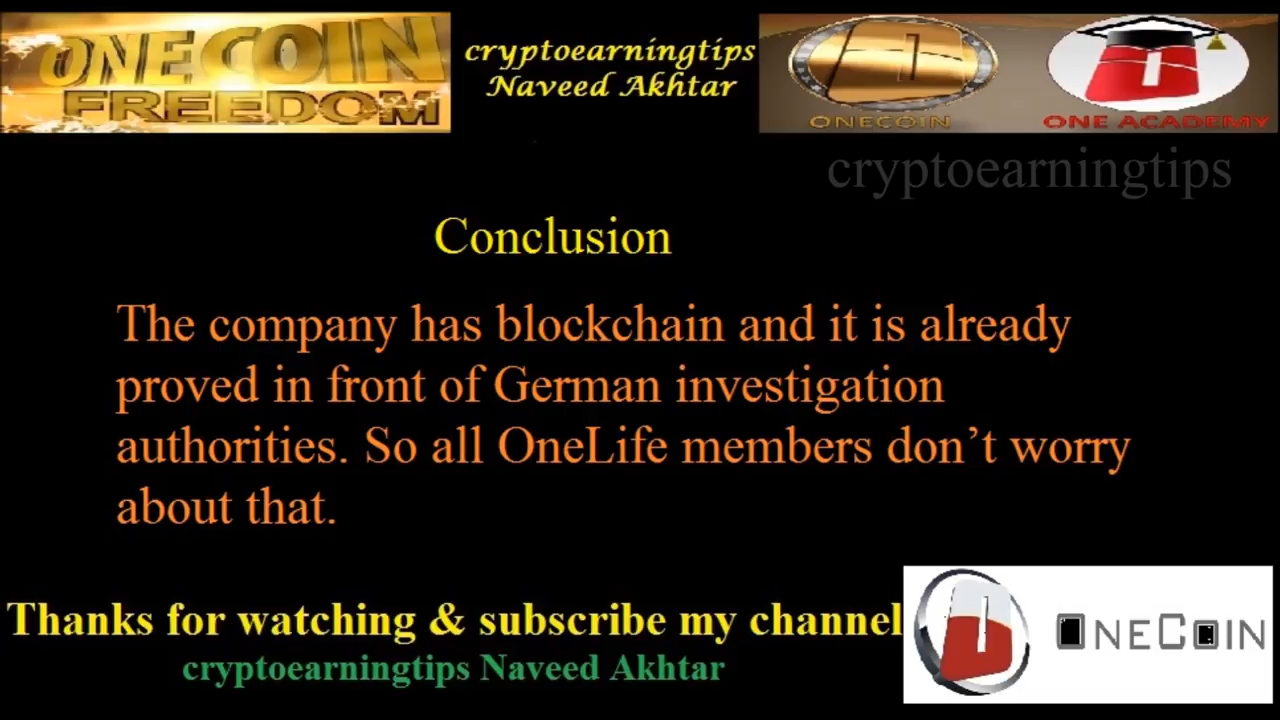 ONE COIN
FREEDOM
cryptoearningtips
Naveed Akhtar
ONECOIN
ONE ACADEMY
cryptoearningtips
Conclusion
The company has blockchain and it is already
proved in front of German investigation
authorities. So all OneLife members don’t worry
about that.
Thanks for watching & subscribe my channel
cryptoearningtips Naveed Akhtar
ONECOIN